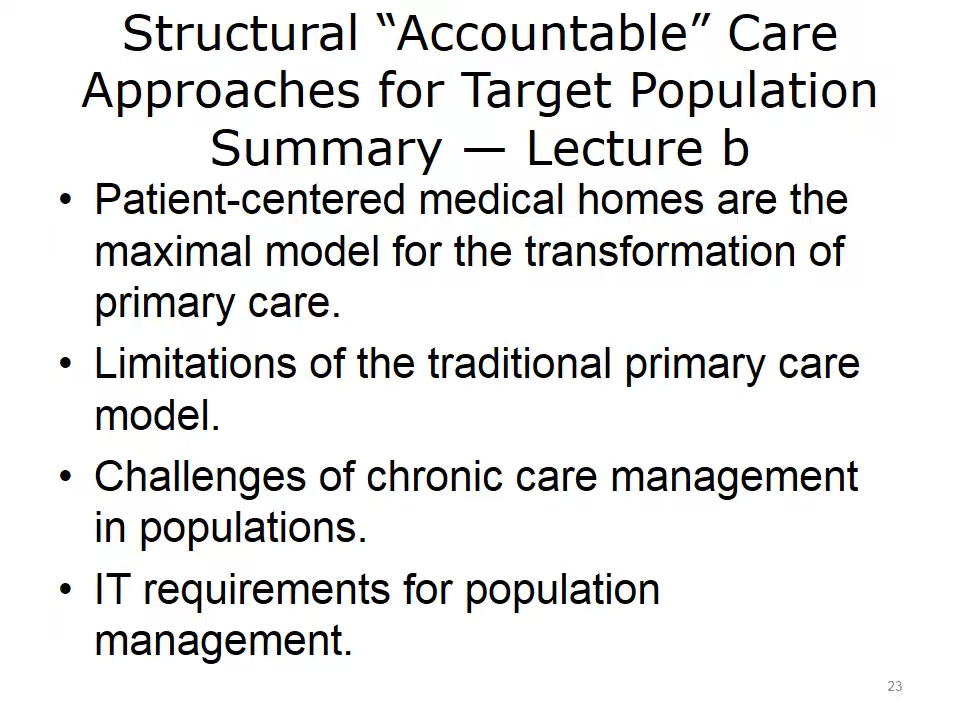 Structural “Accountable” Care
Approaches for Target Population
Summary — Lecture b
• Patient-centered medical homes are the
maximal model for the transformation of
primary care.
• Limitations of the traditional primary care
model.
• Challenges of chronic care management
in populations.
• IT requirements for population
management.
23